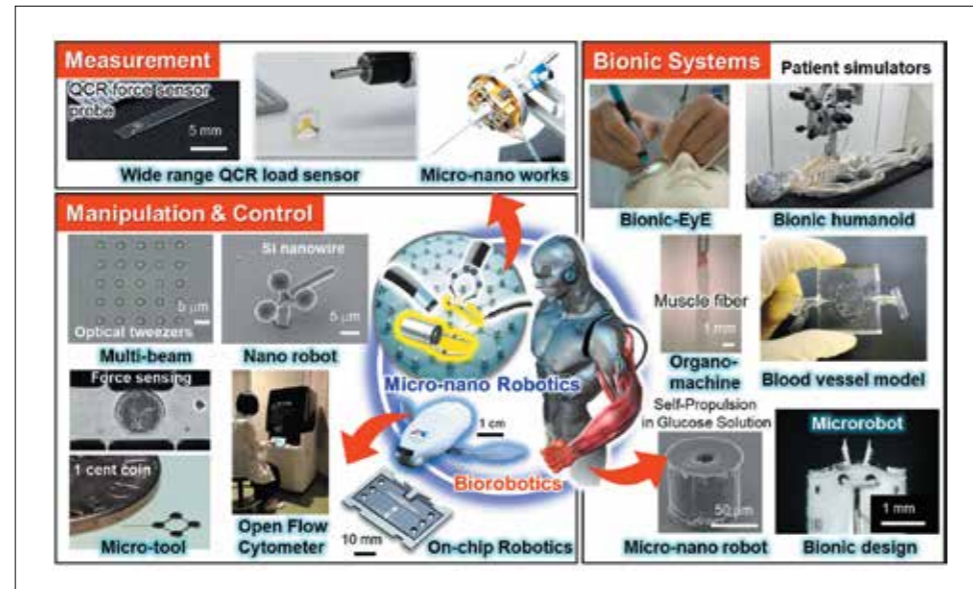 Measurement
QCR force sensor
probe
5 mm
Wide range QCR load sensor
Micro-nano works
Manipulation & Control
Si nanowire
5 μm
Optical tweezers
Multi-beam
5 μm
Nano robot
Force sensing
1 cent coin
Micro-tool
Open Flow
Cytometer
Micro-nano Robotics
1 cm
Biorobotics
10 mm
On-chip Robotics
Bionic Systems
Patient simulators
Bionic-EyE
Bionic humanoid
Muscle fiber
1 mm
Organo-
machine
Blood vessel model
Self-Propulsion
in Glucose Solution
50 μm
Micro-nano robot
Microrobot
1 mm
Bionic design